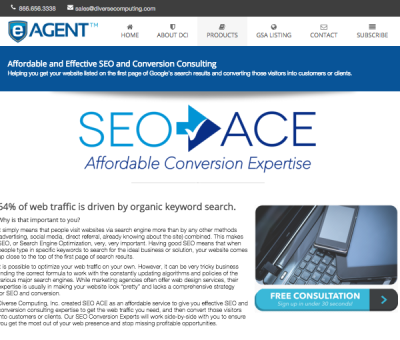 888.656.3338 sales@diversecomputing.com
eAGENT™
HOME ABOUT DCI PRODUCTS GSA LISTING CONTACT SUBSCRIBE
Affordable and Effective SEO and Conversion Consulting
Helping you get your website listed on the first page of Google's search results and converting those visitors into customers or clients.
SEO ACE
Affordable Conversion Expertise
64% of web traffic is driven by organic keyword search.
Why is that important to you?
t simply means that people visit websites via search engine more than by any other methods
advertising, social media, direct referral, already knowing about the site) combined. This makes
SEO, or Search Engine Optimization, very, very important. Having good SEO means that when
people type in specific keywords to search for the ideal business or solution, your website comes
up close to the top of the first page of search results.
t is possible to optimize your web traffic on your own. However, it can be very tricky business
inding the correct formula to work with the constantly updating algorithms and policies of the
various major search engines. While marketing agencies often offer web design services, their
expertise is usually in making your website look "pretty" and lacks a comprehensive strategy
or SEO and conversion.
Diverse Computing, Inc. created SEO ACE as an affordable service to give you effective SEO and
conversion consulting expertise to get the web traffic you need, and then convert those visitors
into customers or clients. Our SEO Conversion Experts will work side-by-side with you to ensure
you get the most out of your web presence and stop missing profitable opportunities.
FREE CONSULTATION
Sign up in under 30 seconds!